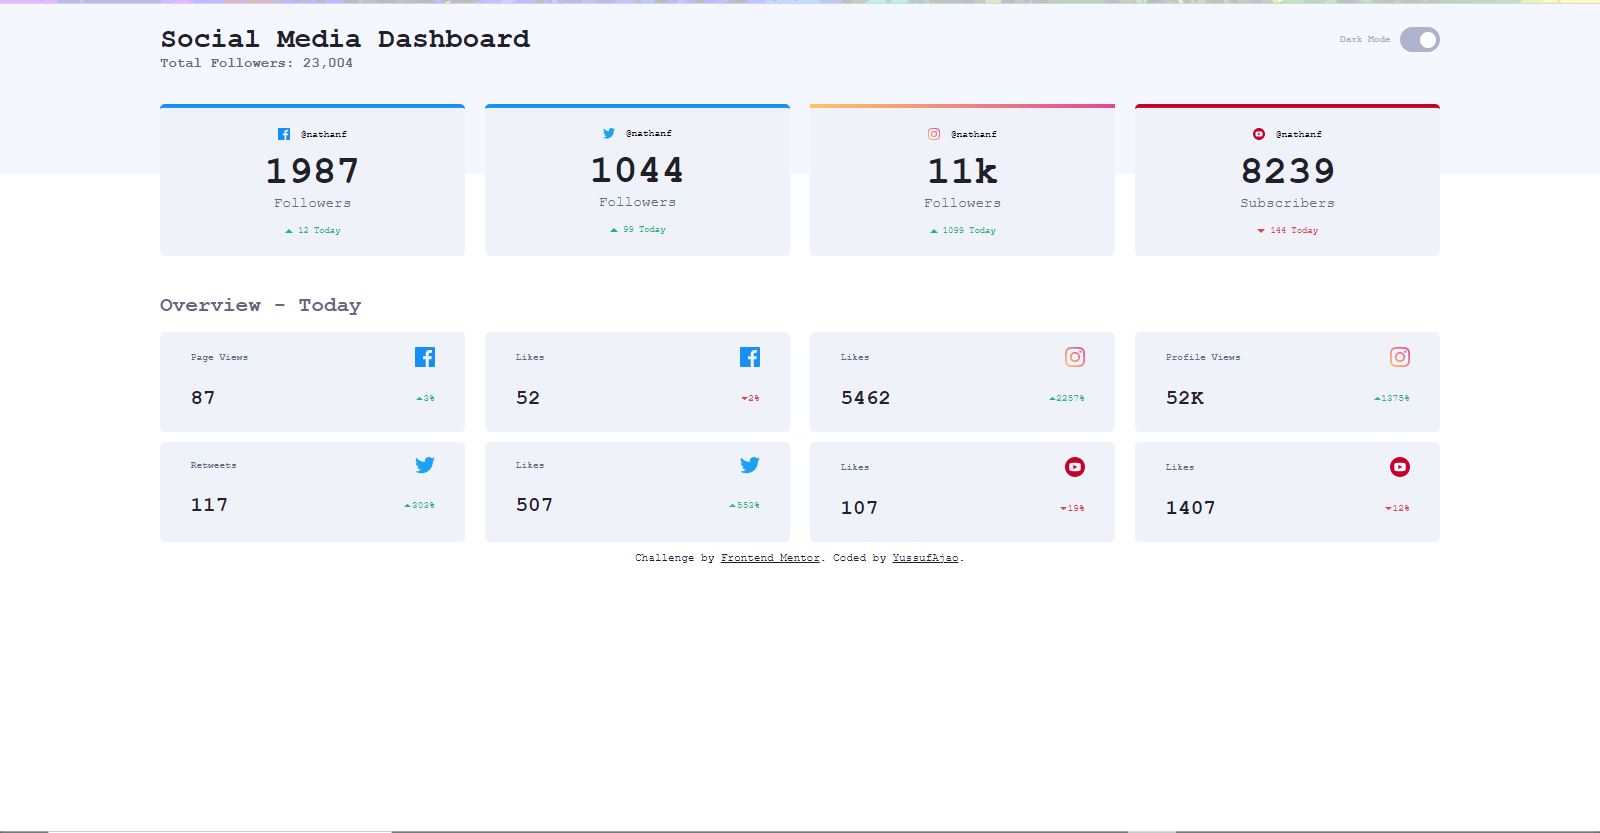 Social Media Dashboard
Total Followers: 23,004
Dark Mode
@nathanf
1987
Followers
12 Today
@nathanf
1044
Followers
99 Today
@nathanf
11k
Followers
1099 Today
@nathanf
8239
Subscribers
144 Today
Overview - Today
Page Views
87
3%
Likes
52
2%
Likes
5462
2257%
Profile Views
52K
1375%
Retweets
117
303%
Likes
507
553%
Likes
107
19%
Likes
1407
12%
Challenge by Frontend Mentor. Coded by YussufAjao.